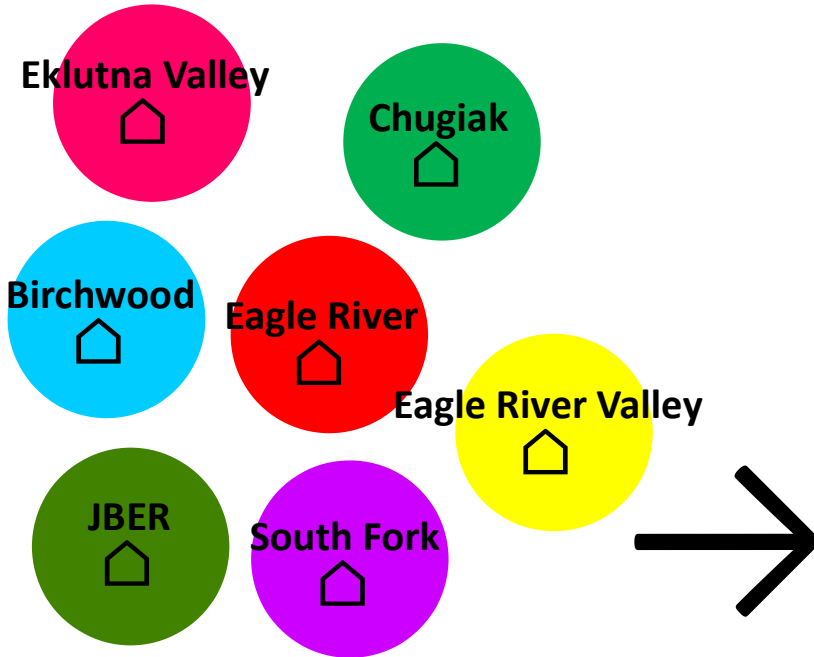 Eklutna Valley
Chugiak
Birchwood
Eagle River
Eagle River Valley
JBER
South Fork